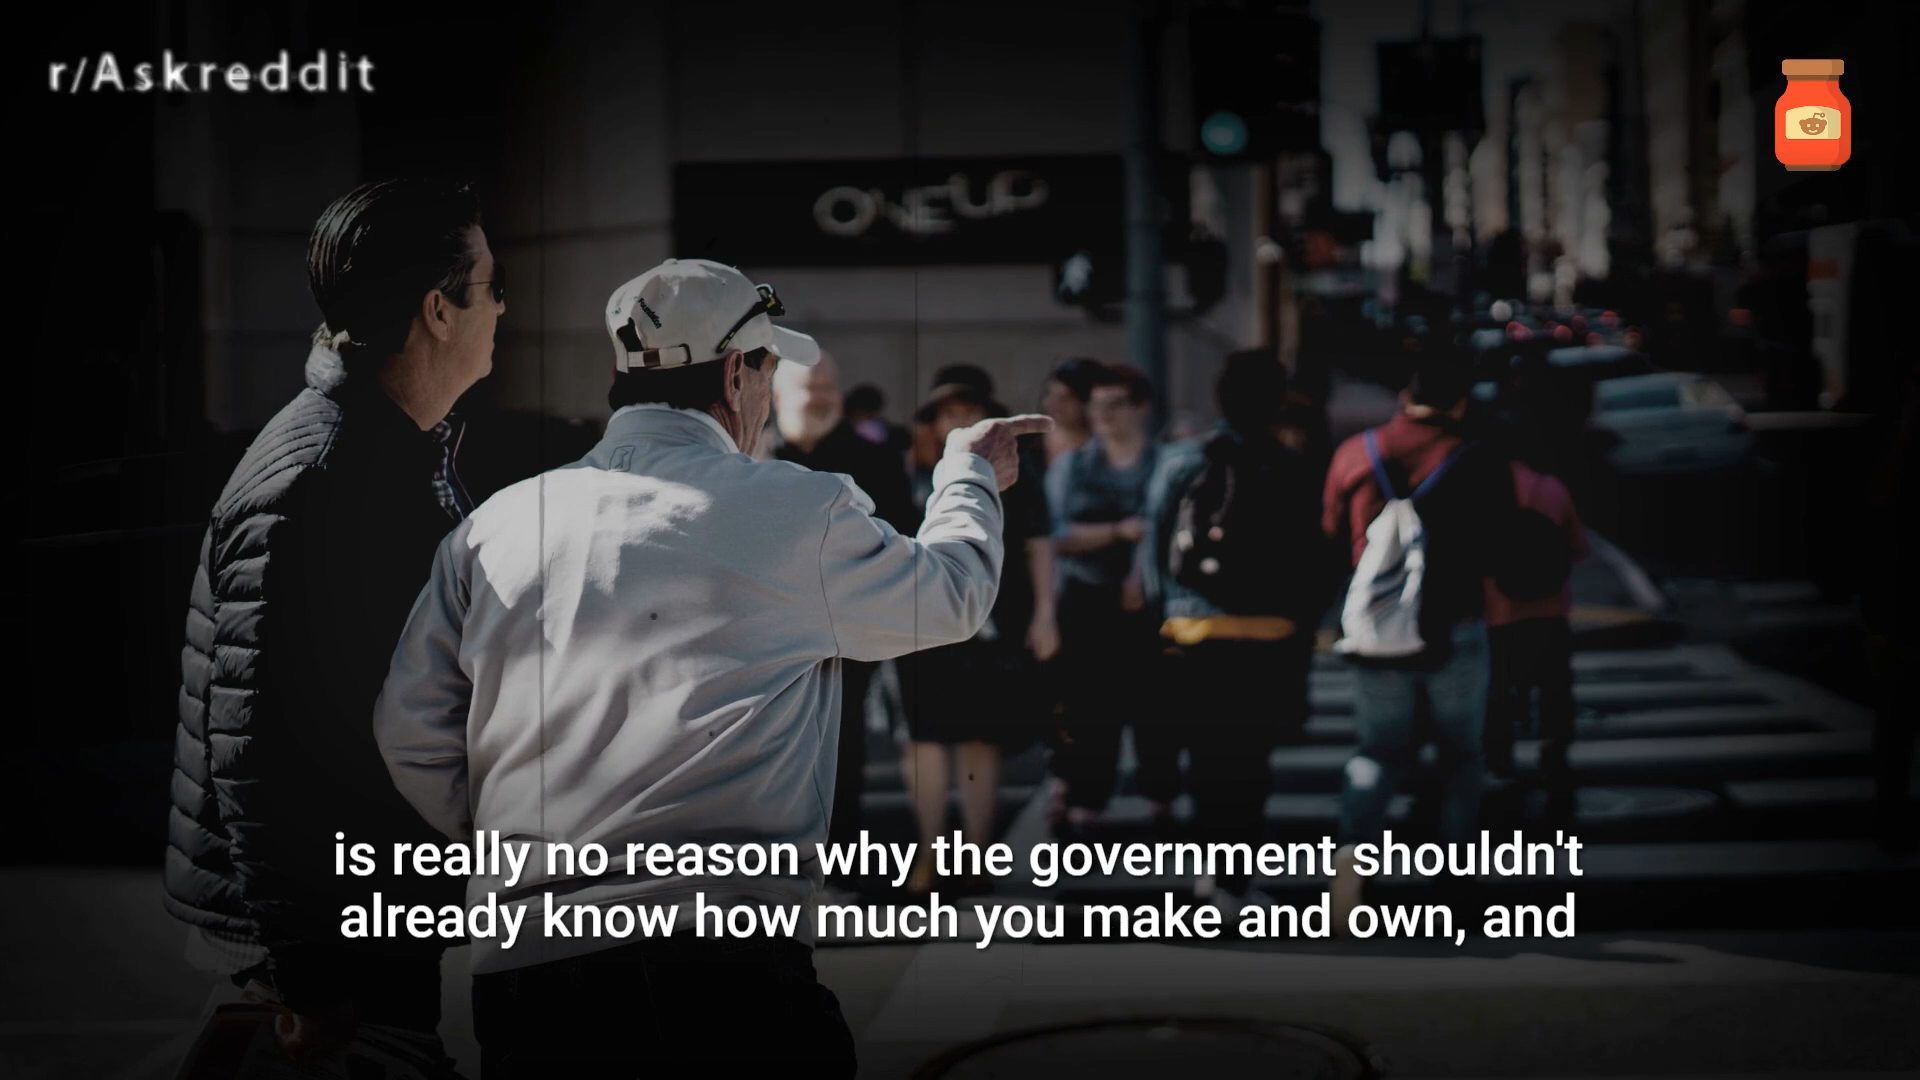 r/Askreddit
ONEUP
is really no reason why the government shouldn't
already know how much you make and own, and